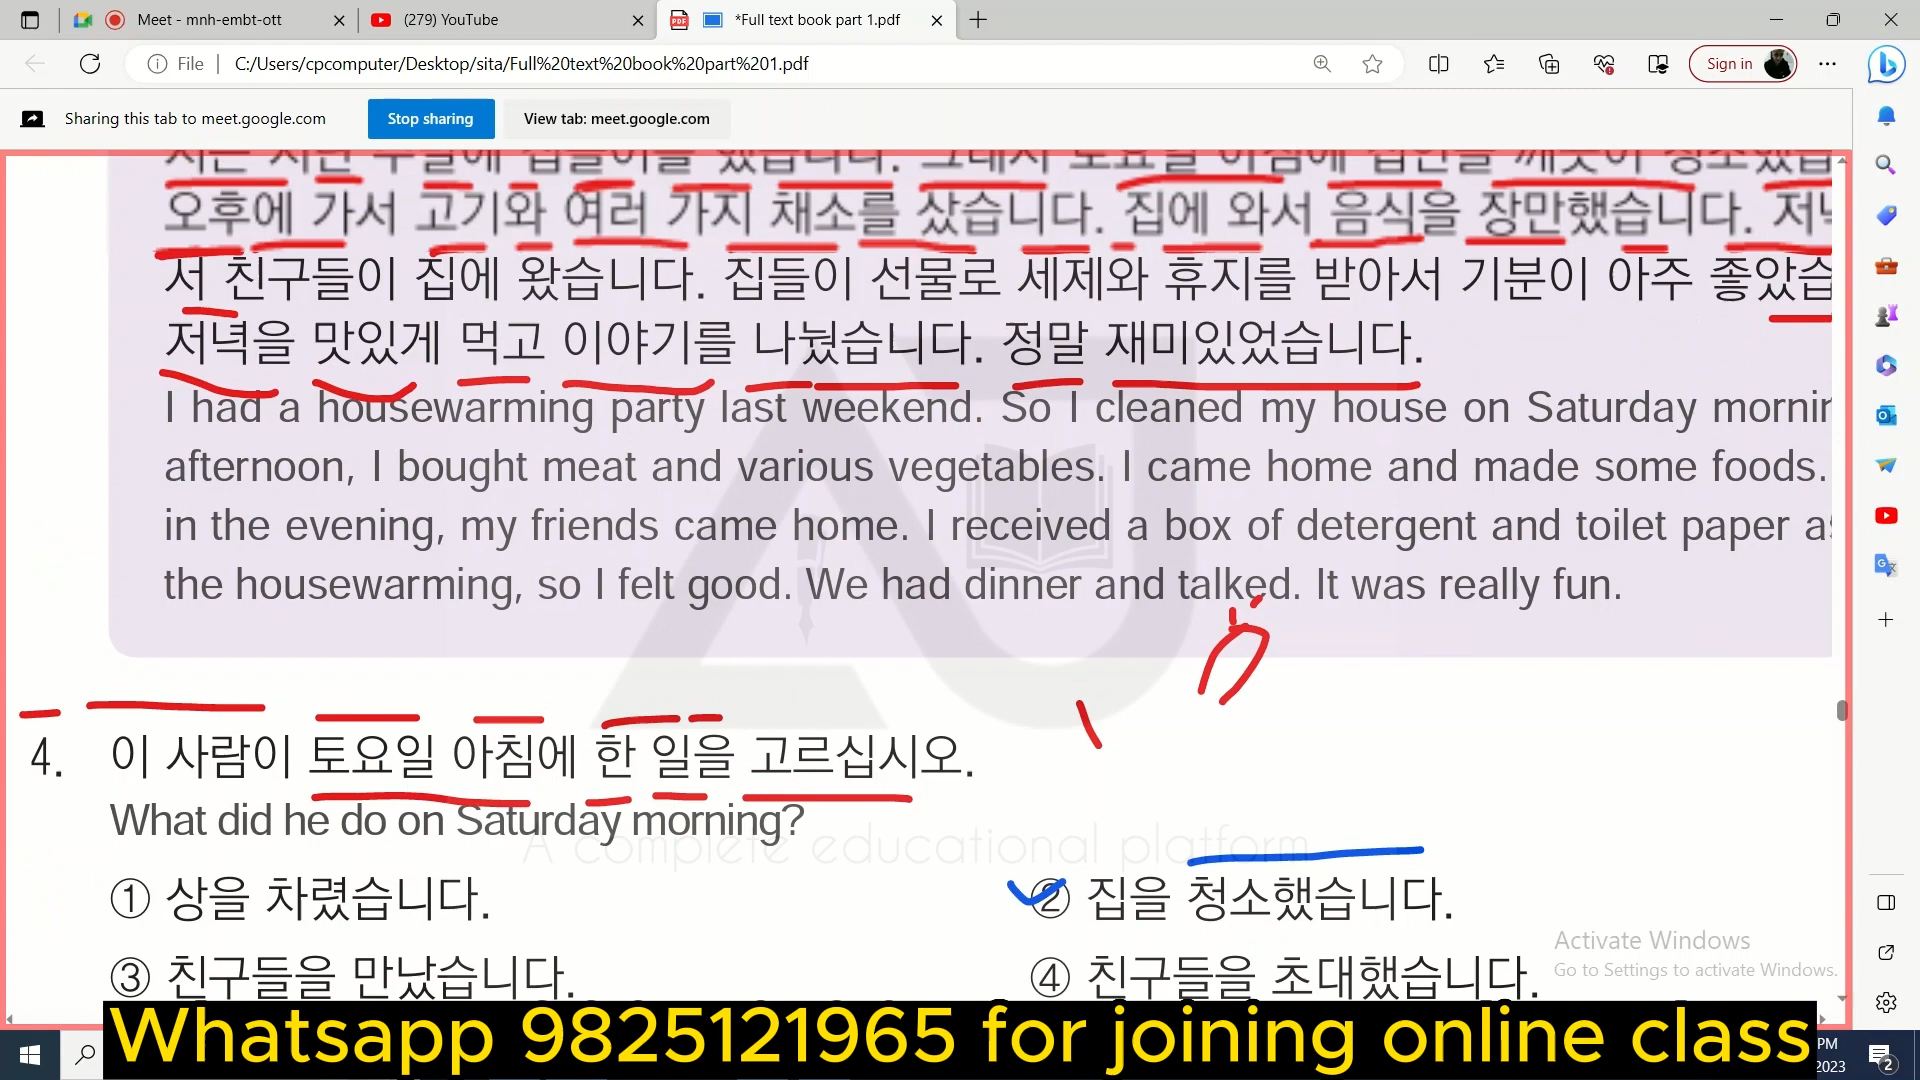 Meet - mnh-embt-ott
(279) YouTube
*Full text book part 1.pdf
File
C:/Users/cpcomputer/Desktop/sita/Full%20text%20book%20part%201.pdf
Sign in
Sharing this tab to meet.google.com
Stop sharing
View tab: meet.google.com
오후에 가서 고기와 여러 가지 채소를 샀습니다. 집에 와서 음식을 장만했습니다.
서 친구들이 집에 왔습니다. 집들이 선물로 세제와 휴지를 받아서 기분이 아주 좋았습
저녁을 맛있게 먹고 이야기를 나눴습니다. 정말 재미있었습니다.
I had a housewarming party last weekend. So I cleaned my house on Saturday
afternoon, I bought meat and various vegetables. I came home and made some foods.
in the evening, my friends came home. I received a box of detergent and toilet paper
the housewarming, so I felt good. We had dinner and talked. It was really fun.
4. 이 사람이 토요일 아침에 한 일을 고르십시오.
What did he do on Saturday morning?
A complete educational platform
① 상을 차렸습니다.
② 집을 청소했습니다.
③ 친구들을 만났습니다.
④ 친구들을 초대했습니다.
Activate Windows
Go to Settings to activate Windows.
Whatsapp 9825121965 for joining online class
PM
2023
2